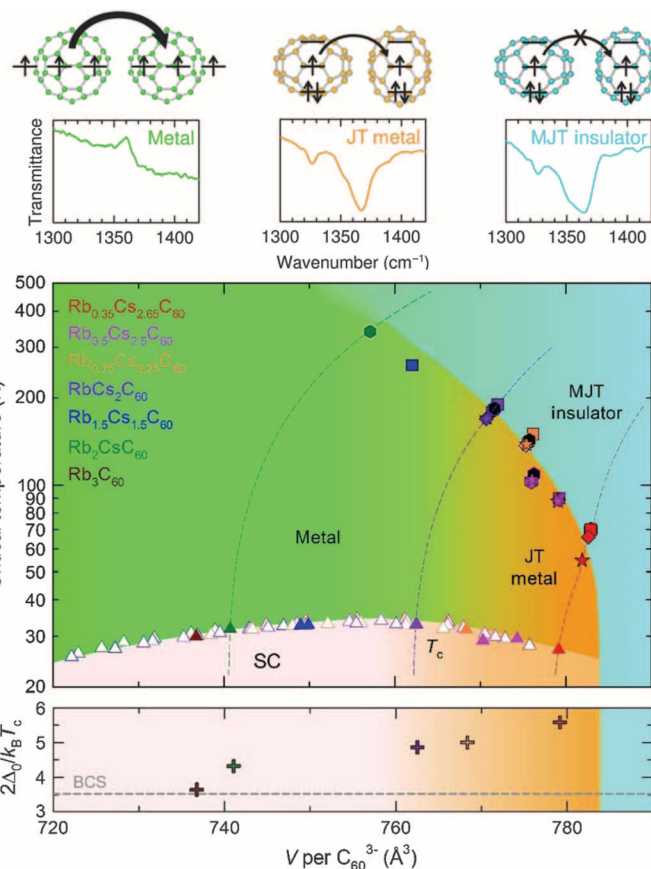 Metal
JT metal
MJT insulator
Transmittance
1300 1350 1400
1300 1350 1400
1300 1350 1400
Wavenumber (cm⁻¹)
500
400
300
200
100
90
80
70
60
50
40
30
20
Rb₀.₃₅Cs₂.₆₅C₆₀
Rb₀.₅Cs₂.₅C₆₀
Rb₀.₇₅Cs₂.₂₅C₆₀
RbCs₂C₆₀
Rb₁.₅Cs₁.₅C₆₀
Rb₂CsC₆₀
Rb₃C₆₀
MJT
insulator
Metal
JT
metal
SC
T_c
2Δ₀/k_BT_c
6
5
4
3
BCS
720 740 760 780
V per C₆₀³⁻ (Å³)